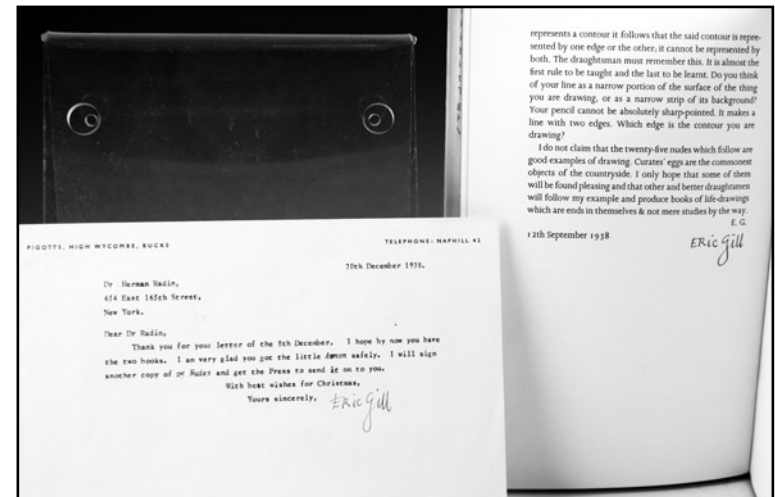 represents a contour it follows that the said contour is repre-
sented by one edge or the other; it cannot be represented by
both. The draughtsman must remember this. It is almost the
first rule to be taught and the last to be learnt. Do you think
of your line as a narrow portion of the surface of the thing
you are drawing, or as a narrow strip of its background?
Your pencil cannot be absolutely sharp-pointed. It makes a
line with two edges. Which edge is the contour you are
drawing?
I do not claim that the twenty-five nudes which follow are
good examples of drawing. Curates' eggs are the commonest
objects of the countryside. I only hope that some of them
will be found pleasing and that other and better draughtsmen
will follow my example and produce books of life-drawings
which are ends in themselves & not mere studies by the way.
E. G.
12th September 1938
Eric Gill
PIGOTTS, HIGH WYCOMBE, BUCKS
TELEPHONE: NAPHILL 43
20th December 1938.
Dr Herman Radin,
654 East 165th Street,
New York.
Dear Dr Radin,
Thank you for your letter of the 9th December. I hope by now you have
the two books. I am very glad you got the little safely. I will sign
another copy of 25 Nudes and get the Press to send it on to you.
With best wishes for Christmas,
Yours sincerely,
Eric Gill